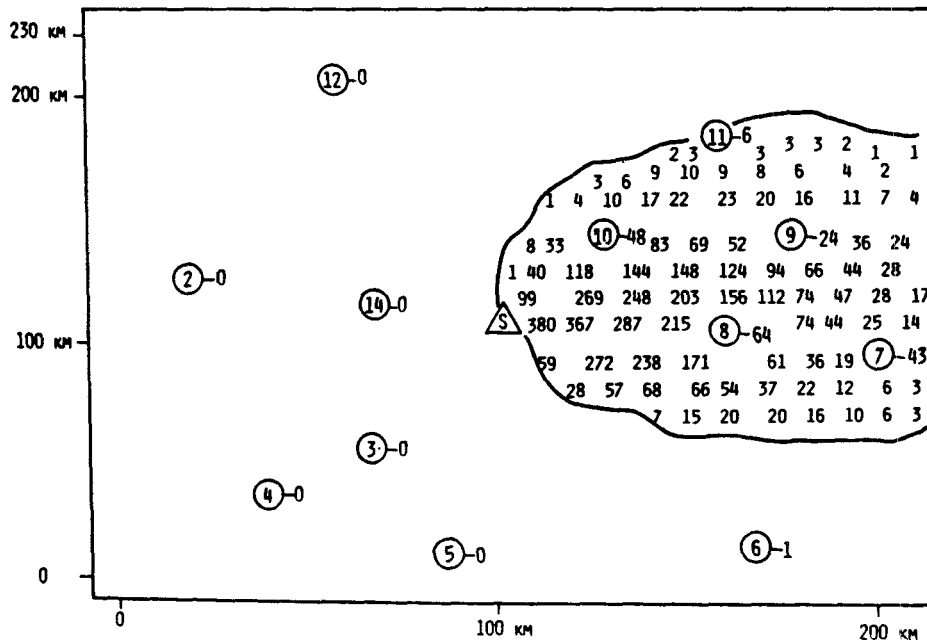 230 KM
⑫-0
200 KM
⑪-6
2 3 3 3 3 2 1 1
3 6 9 10 9 8 6 4 2
1 4 10 17 22 23 20 16 11 7 4
8 33 ⑩-48 83 69 52 ⑨-24 36 24
②-0 1 40 118 144 148 124 94 66 44 28
⑭-0 99 269 248 203 156 112 74 47 28 17
100 KM S 380 367 287 215 ⑧-64 74 44 25 14
59 272 238 171 61 36 19 ⑦-43
28 57 68 66 54 37 22 12 6 3
7 15 20 20 16 10 6 3
③-0
④-0
⑤-0 ⑥-1
0
0 100 KM 200 KM